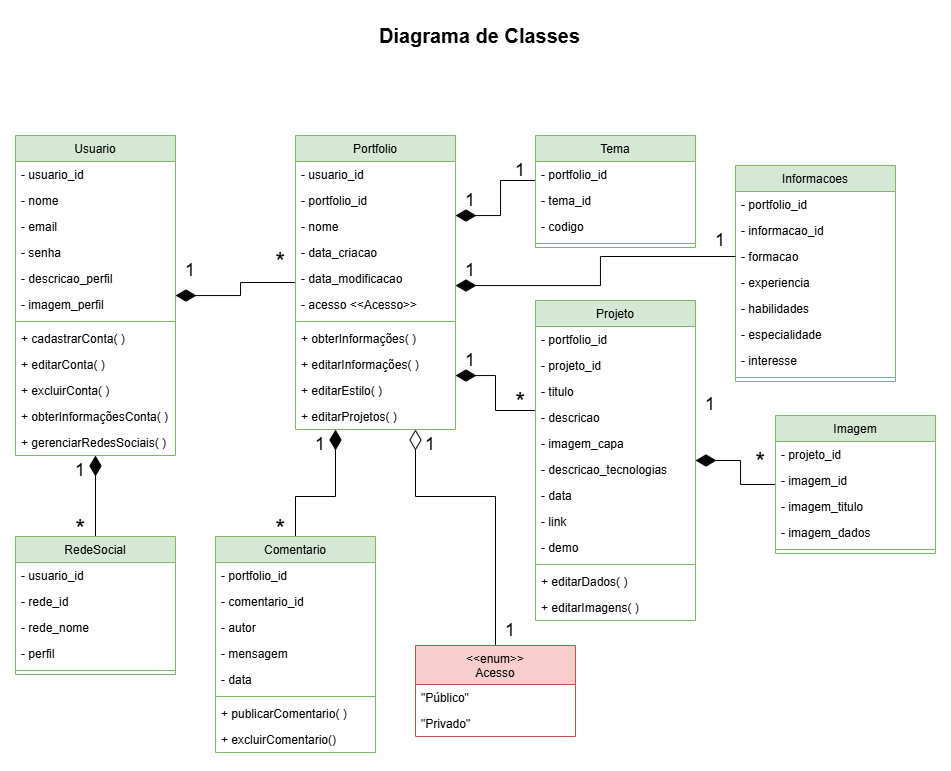 Diagrama de Classes
Usuario
- usuario_id
- nome
- email
- senha
- descricao_perfil
- imagem_perfil
+ cadastrarConta( )
+ editarConta( )
+ excluirConta( )
+ obterInformaçõesConta( )
+ gerenciarRedesSociais( )
1
*
1
*
Portfolio
- usuario_id
- portfolio_id
- nome
- data_criacao
- data_modificacao
- acesso <<Acesso>>
+ obterInformações( )
+ editarInformações( )
+ editarEstilo( )
+ editarProjetos( )
1
1
1
1
1
*
1
*
1
*
1
Tema
- portfolio_id
- tema_id
- codigo
Informacoes
- portfolio_id
- informacao_id
- formacao
- experiencia
- habilidades
- especialidade
- interesse
Projeto
- portfolio_id
- projeto_id
- titulo
- descricao
- imagem_capa
- descricao_tecnologias
- data
- link
- demo
+ editarDados( )
+ editarImagens( )
1
*
Imagem
- projeto_id
- imagem_id
- imagem_titulo
- imagem_dados
RedeSocial
- usuario_id
- rede_id
- rede_nome
- perfil
Comentario
- portfolio_id
- comentario_id
- autor
- mensagem
- data
+ publicarComentario( )
+ excluirComentario()
<<enum>>
Acesso
"Público"
"Privado"